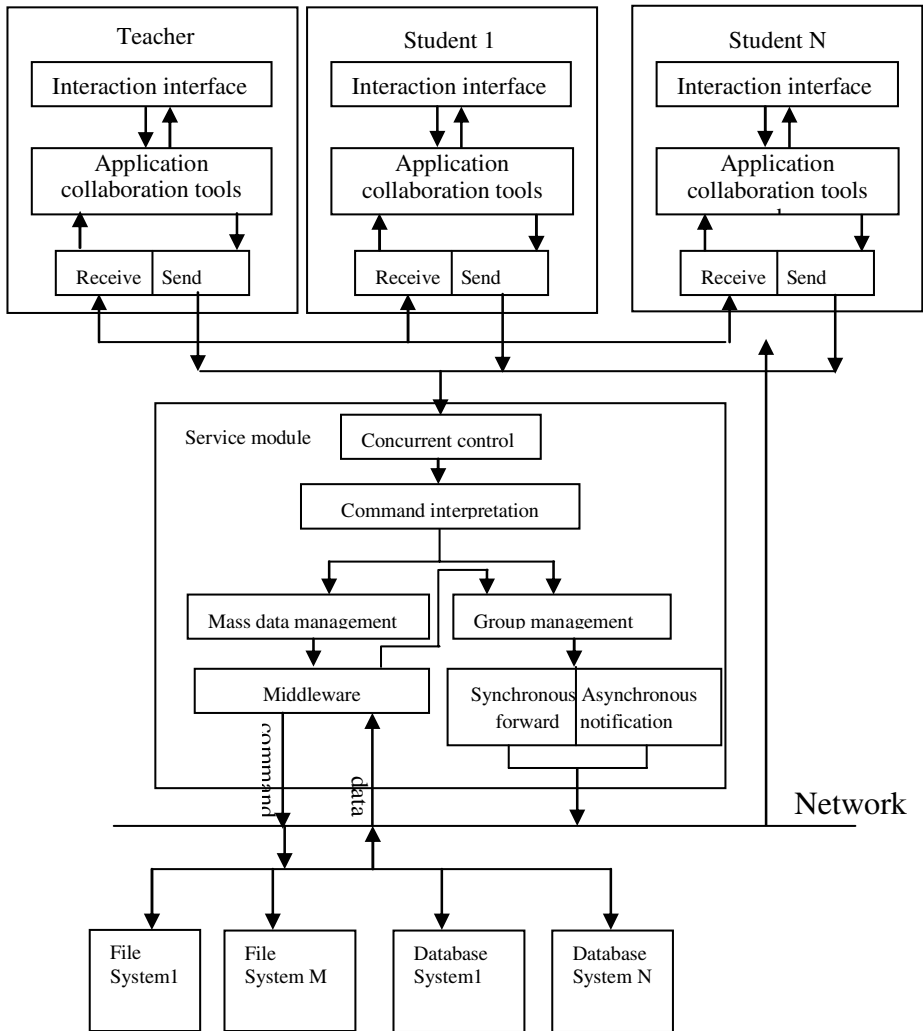 Teacher
Interaction interface
Application
collaboration tools
Receive
Send
Student 1
Interaction interface
Application
collaboration tools
Receive
Send
Student N
Interaction interface
Application
collaboration tools
Receive
Send
Service module
Concurrent control
Command interpretation
Mass data management
Group management
Middleware
Synchronous
forward
Asynchronous
notification
command
data
Network
File
System1
File
System M
Database
System1
Database
System N